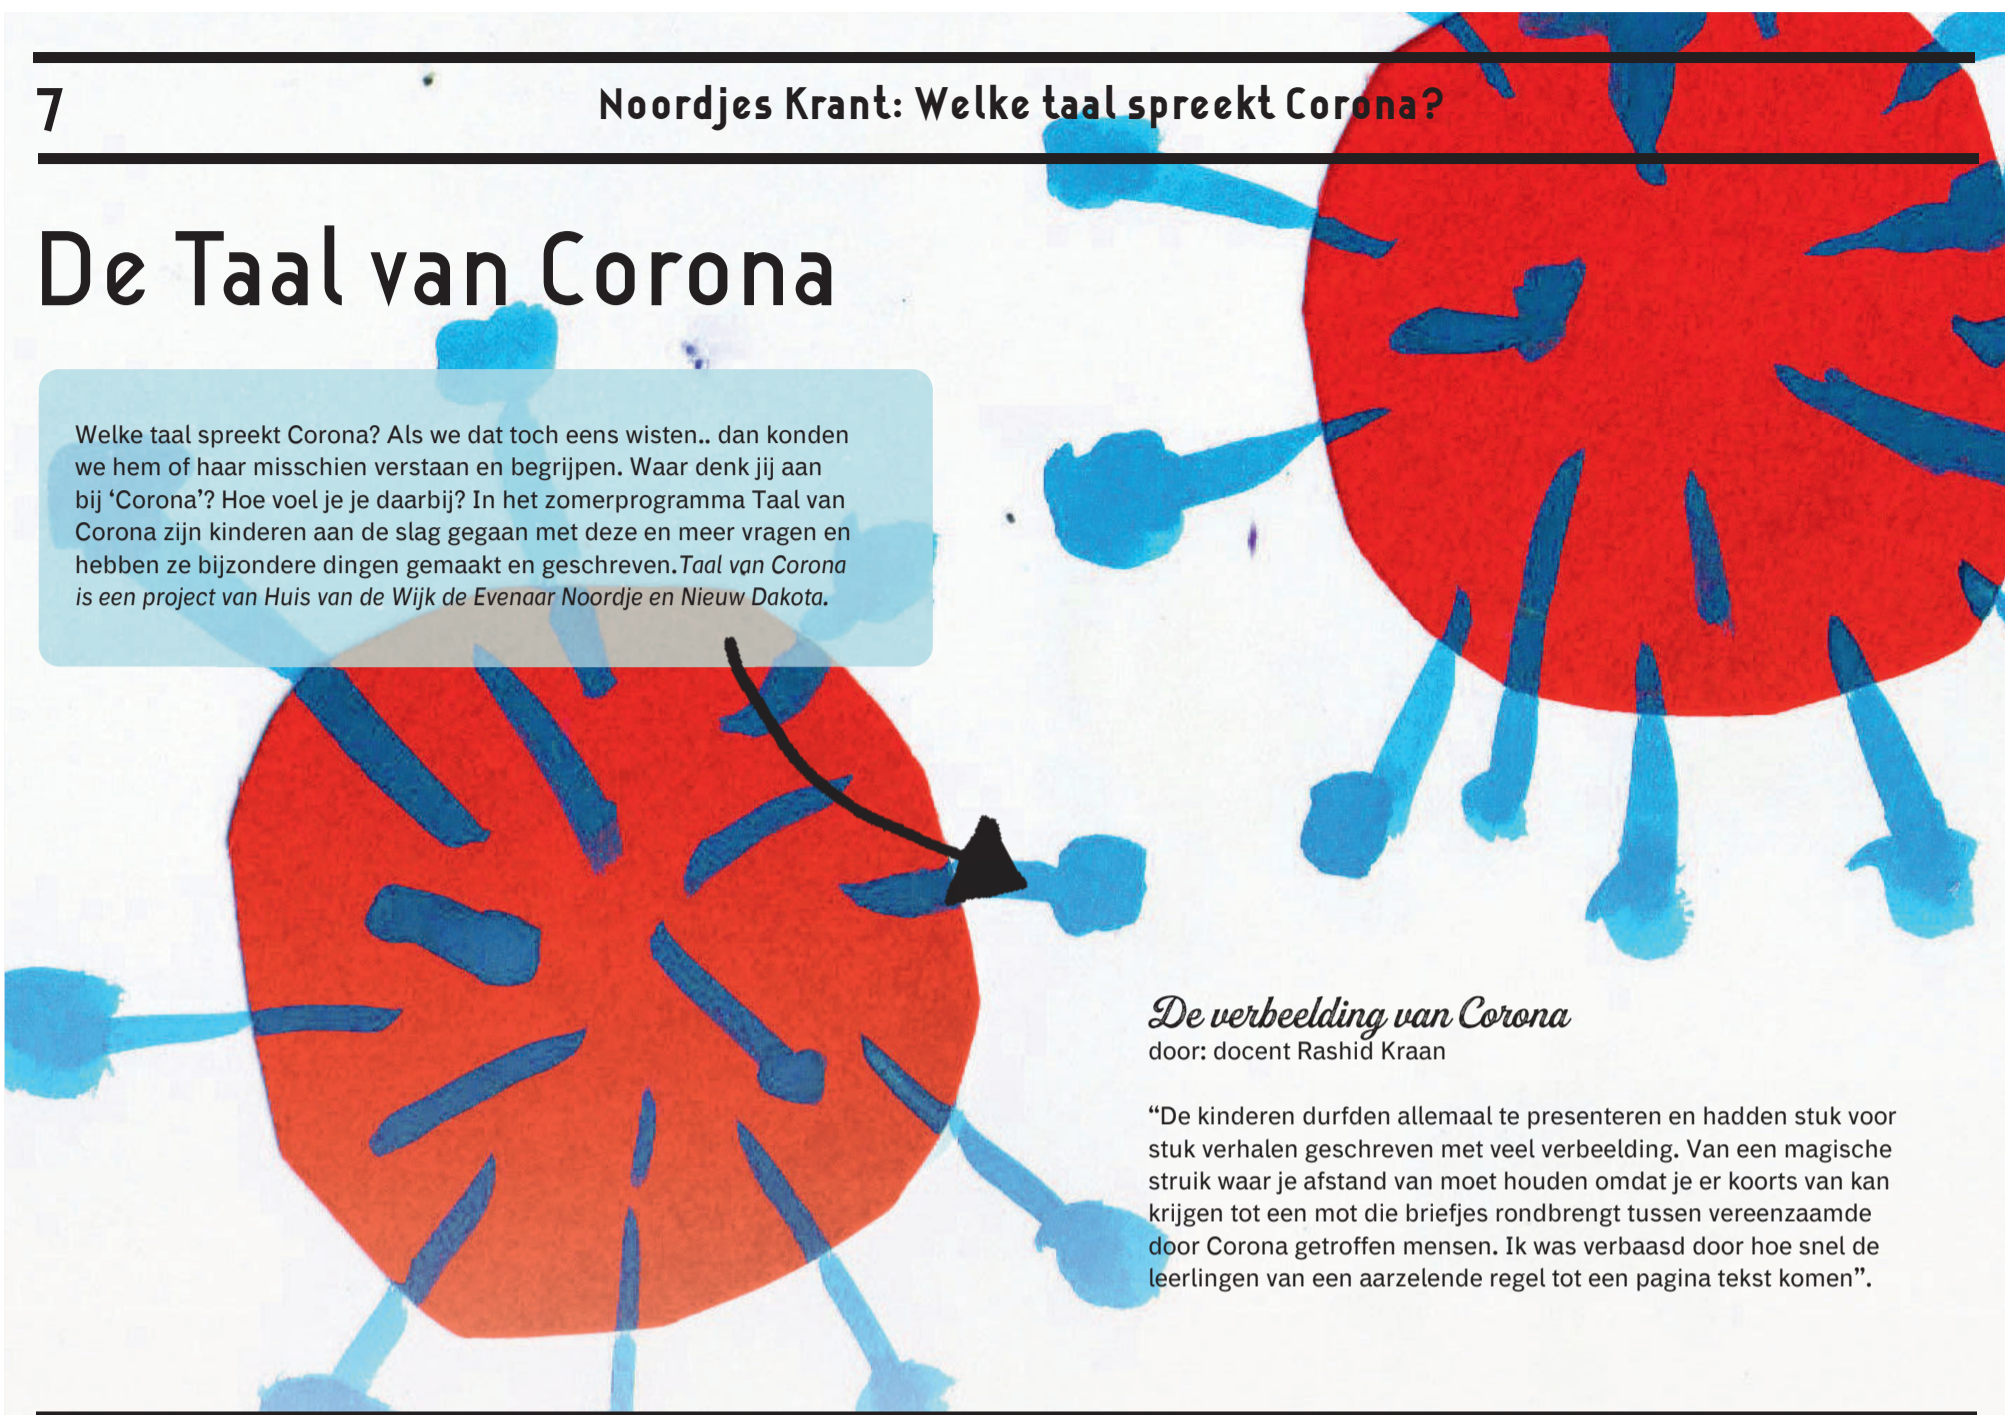 7
Noordjes Krant: Welke taal spreekt Corona?
De Taal van Corona
Welke taal spreekt Corona? Als we dat toch eens wisten.. dan konden
we hem of haar misschien verstaan en begrijpen. Waar denk jij aan
bij ‘Corona’? Hoe voel je je daarbij? In het zomerprogramma Taal van
Corona zijn kinderen aan de slag gegaan met deze en meer vragen en
hebben ze bijzondere dingen gemaakt en geschreven.Taal van Corona
is een project van Huis van de Wijk de Evenaar Noordje en Nieuw Dakota.
De verbeelding van Corona
door: docent Rashid Kraan
“De kinderen durfden allemaal te presenteren en hadden stuk voor
stuk verhalen geschreven met veel verbeelding. Van een magische
struik waar je afstand van moet houden omdat je er koorts van kan
krijgen tot een mot die briefjes rondbrengt tussen vereenzaamde
door Corona getroffen mensen. Ik was verbaasd door hoe snel de
leerlingen van een aarzelende regel tot een pagina tekst komen”.